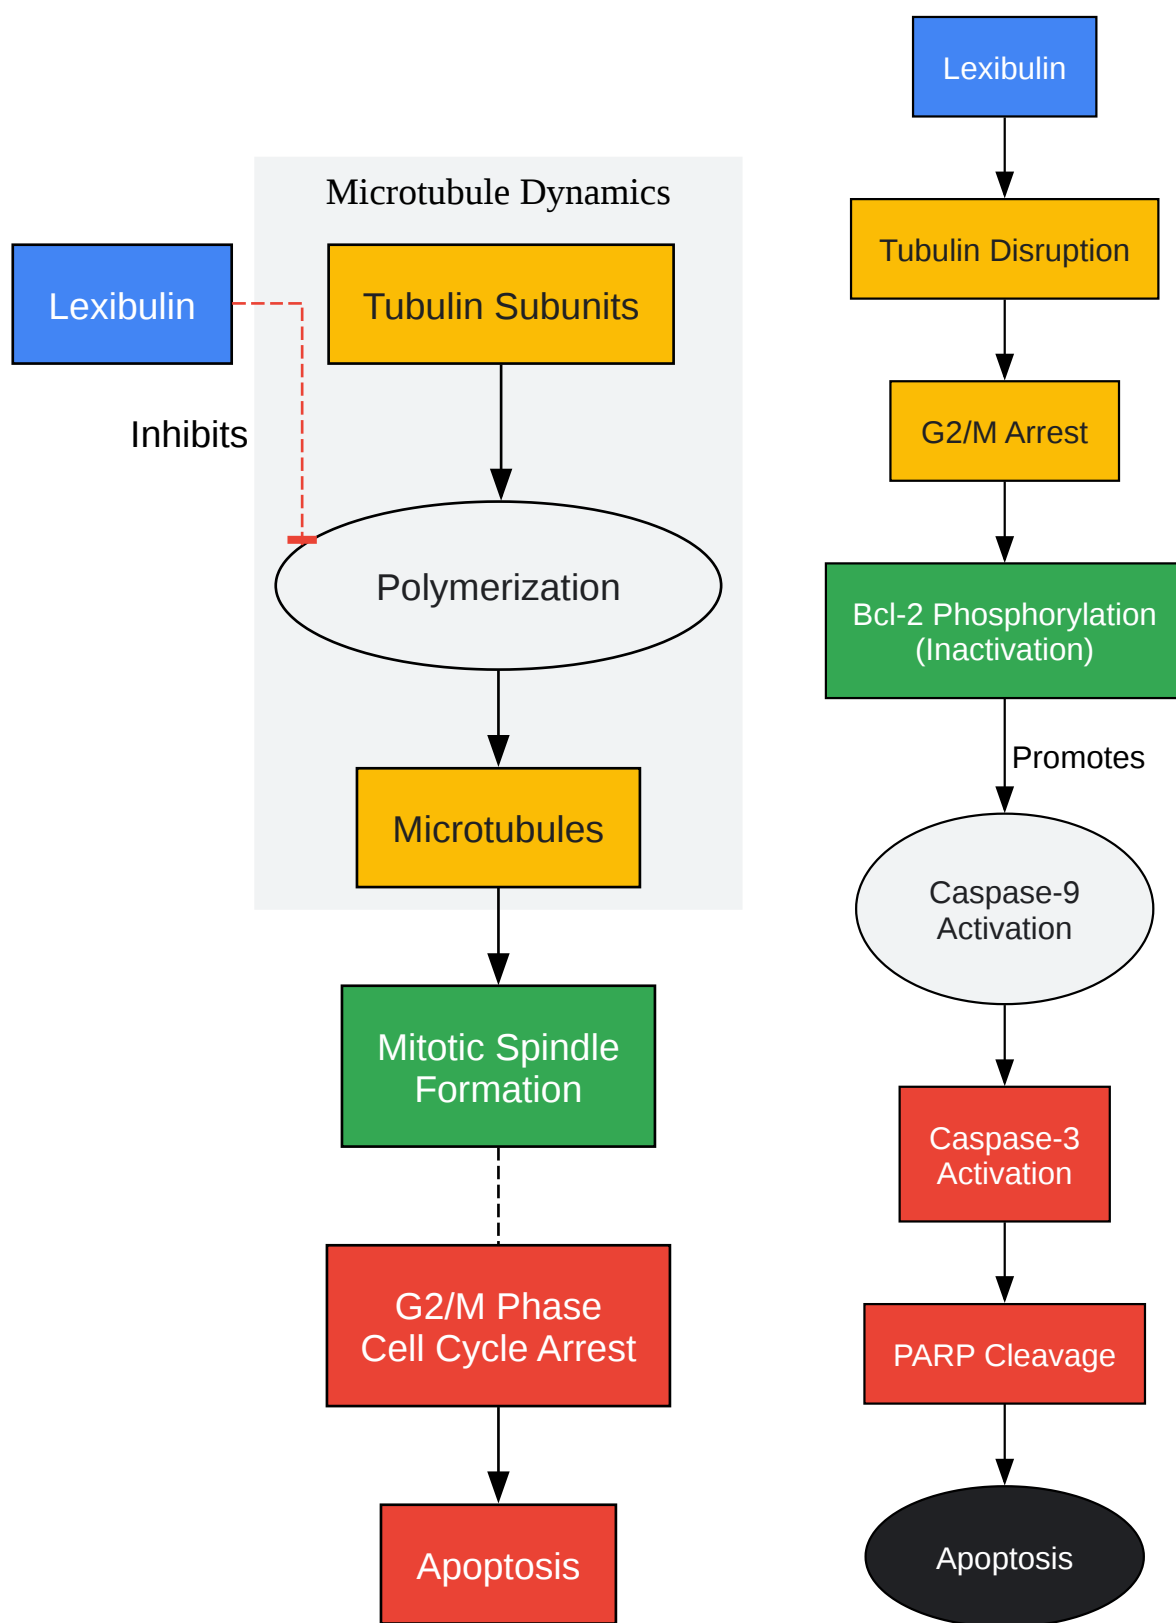 Microtubule Dynamics
Lexibulin
Tubulin Subunits
Inhibits
Polymerization
Microtubules
Mitotic Spindle
Formation
G2/M Phase
Cell Cycle Arrest
Apoptosis
Lexibulin
Tubulin Disruption
G2/M Arrest
Bcl-2 Phosphorylation
(Inactivation)
Promotes
Caspase-9
Activation
Caspase-3
Activation
PARP Cleavage
Apoptosis